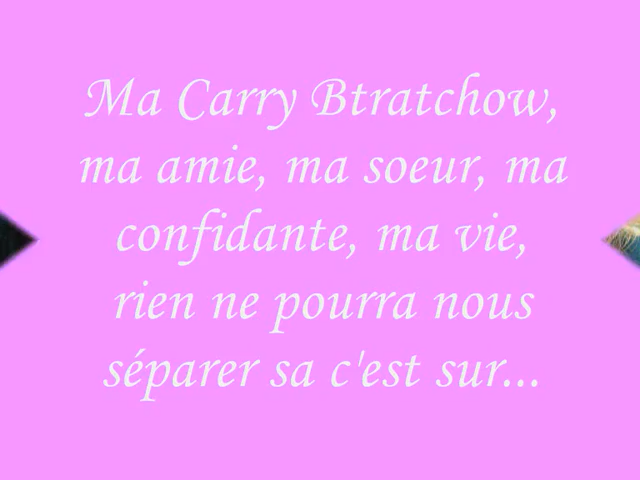 Ma Carry Btratchow,
ma amie, ma soeur, ma
confidante, ma vie,
rien ne pourra nous
séparer sa c'est sur...